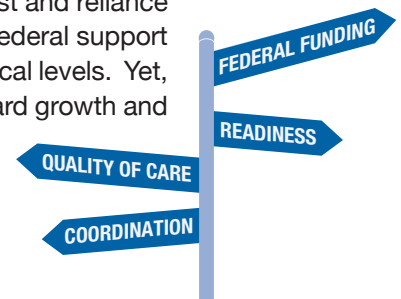 st and reliance
ederal support
cal levels. Yet,
ard growth and
FEDERAL FUNDING
READINESS
QUALITY OF CARE
COORDINATION